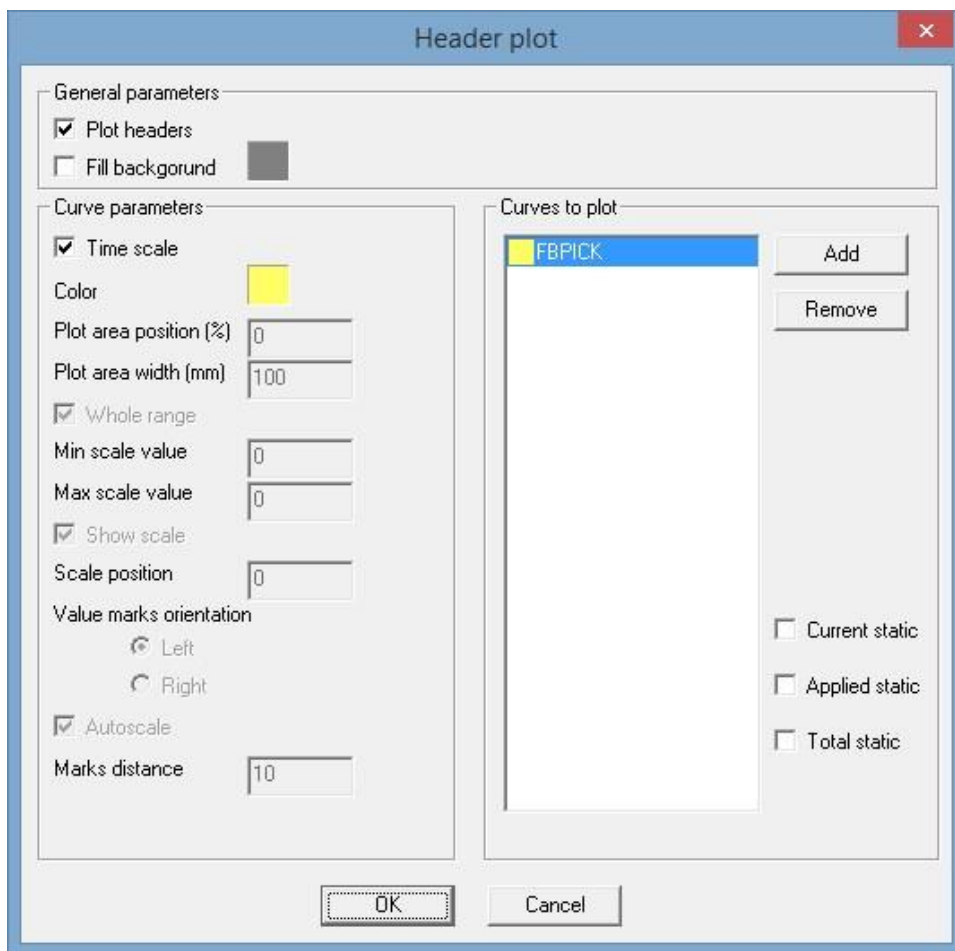 Header plot
General parameters
Plot headers
Fill backgorund
Curve parameters
Time scale
Color
Plot area position (%) 0
Plot area width (mm) 100
Whole range
Min scale value 0
Max scale value 0
Show scale
Scale position 0
Value marks orientation
Left
Right
Autoscale
Marks distance 10
Curves to plot
FBPICK
Add
Remove
Current static
Applied static
Total static
OK Cancel